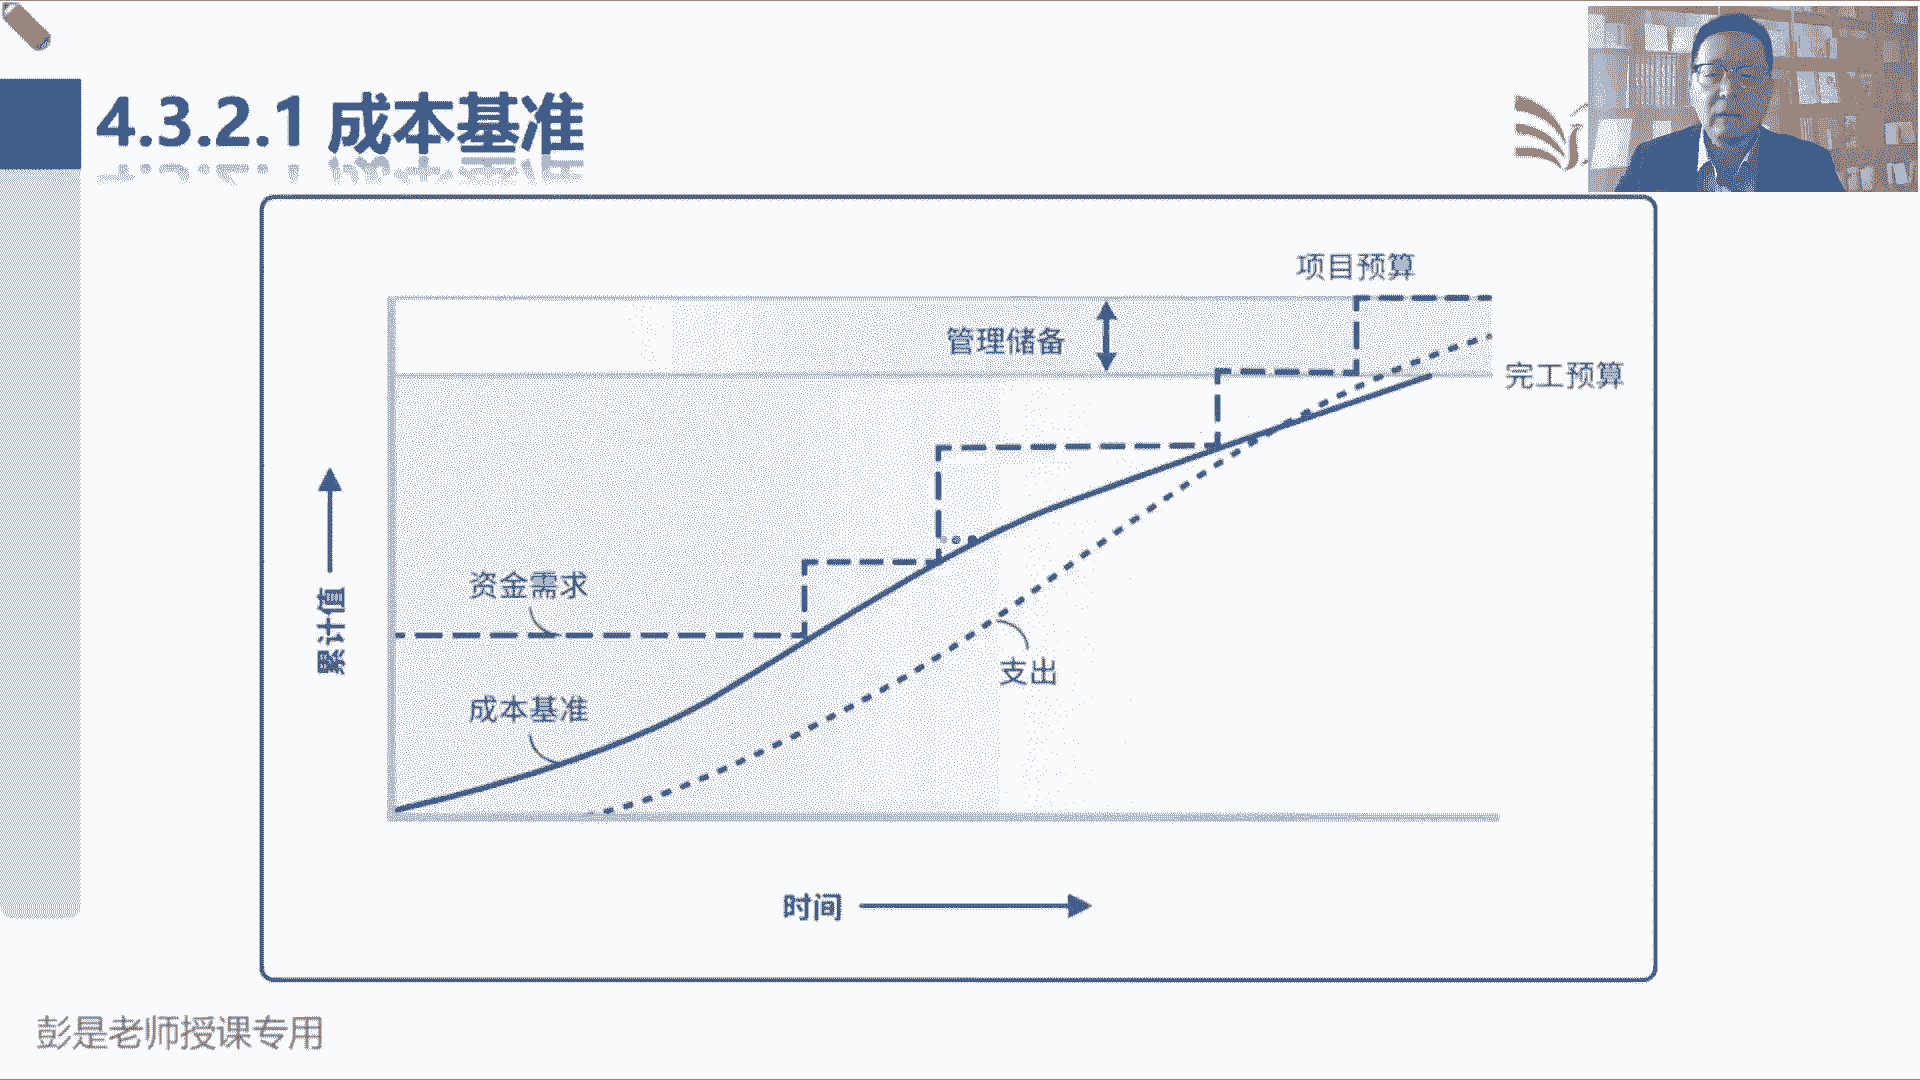 4.3.2.1 成本基准
项目预算
管理储备
完工预算
资金需求
累计值
支出
成本基准
时间
彭是老师授课专用